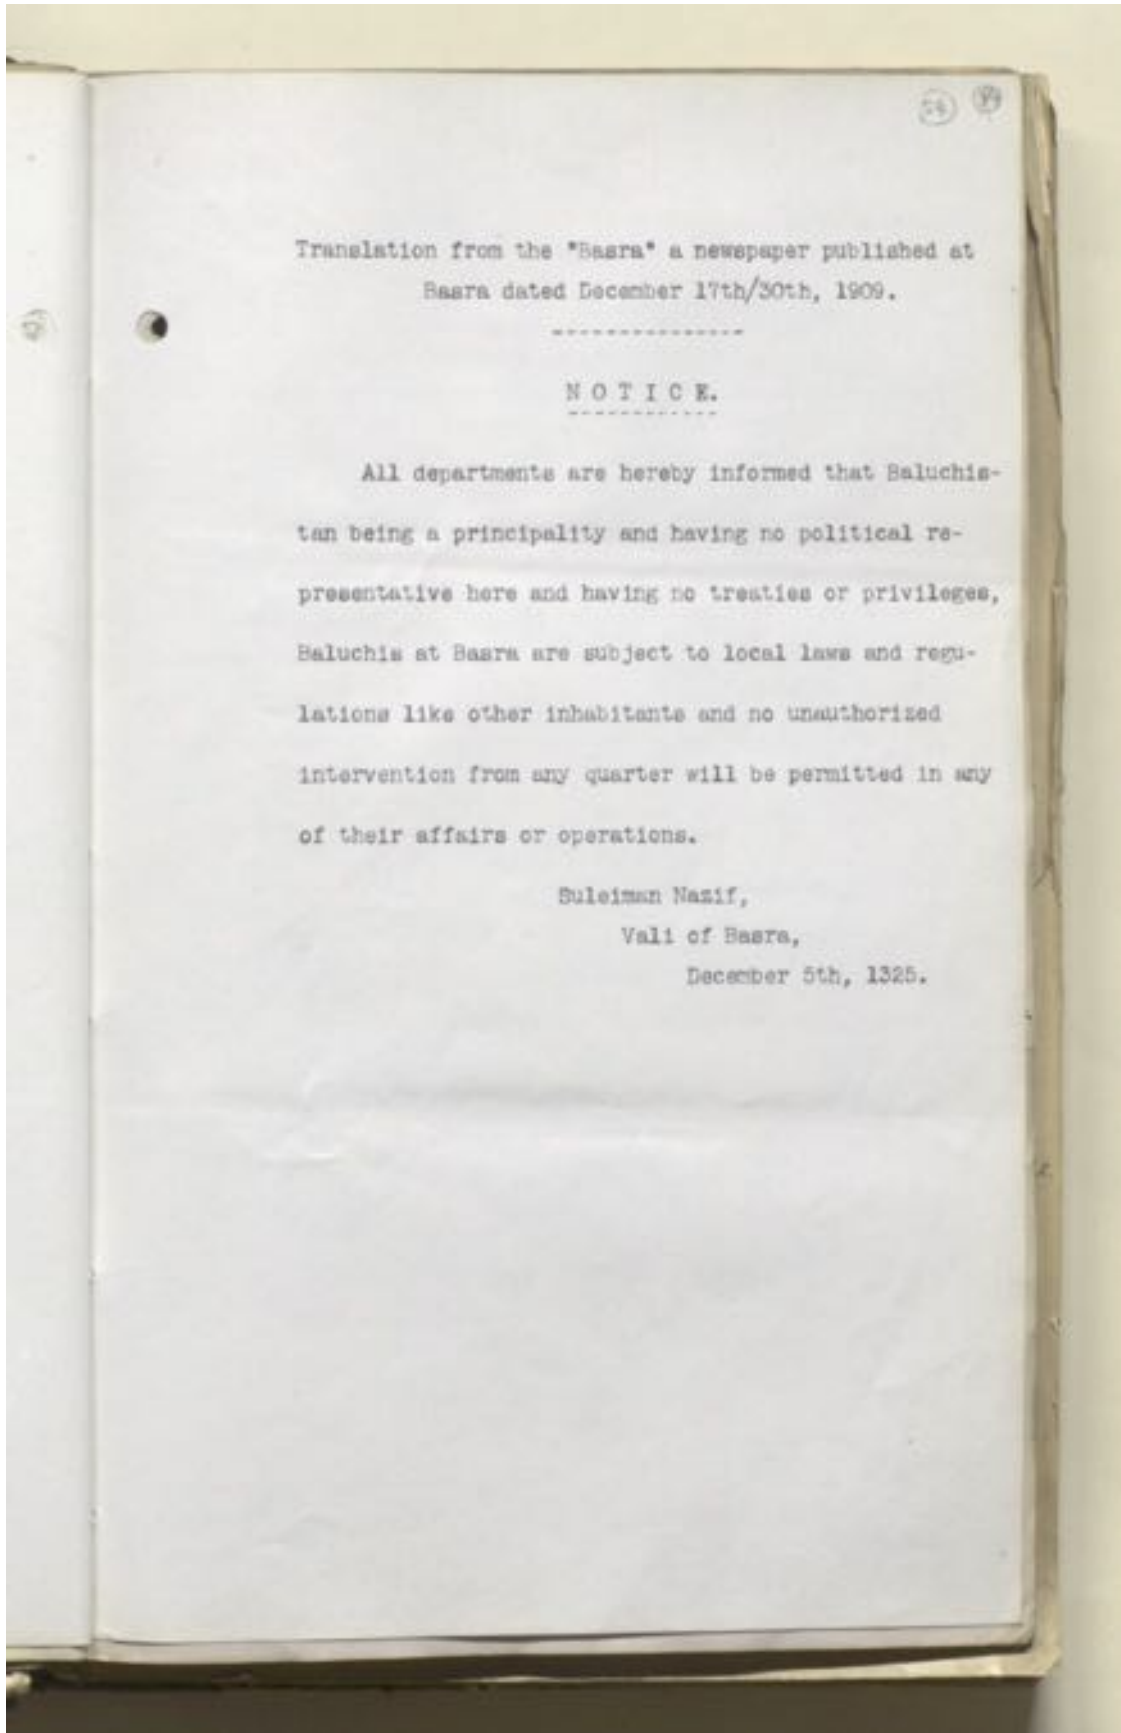 Translation from the "Basra" a newspaper published at
Basra dated December 17th/30th, 1909.
NOTICE.
All departments are hereby informed that Baluchis-
tan being a principality and having no political re-
presentative here and having no treaties or privileges,
Baluchis at Basra are subject to local laws and regu-
lations like other inhabitants and no unauthorized
intervention from any quarter will be permitted in any
of their affairs or operations.
Suleiman Nazif,
Vali of Basra,
December 5th, 1325.